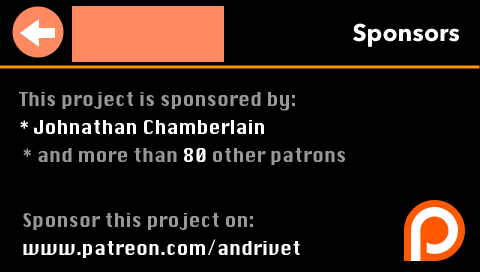 Sponsors
This project is sponsored by:
* Johnathan Chamberlain
* and more than 80 other patrons
Sponsor this project on:
www.patreon.com/andrivet